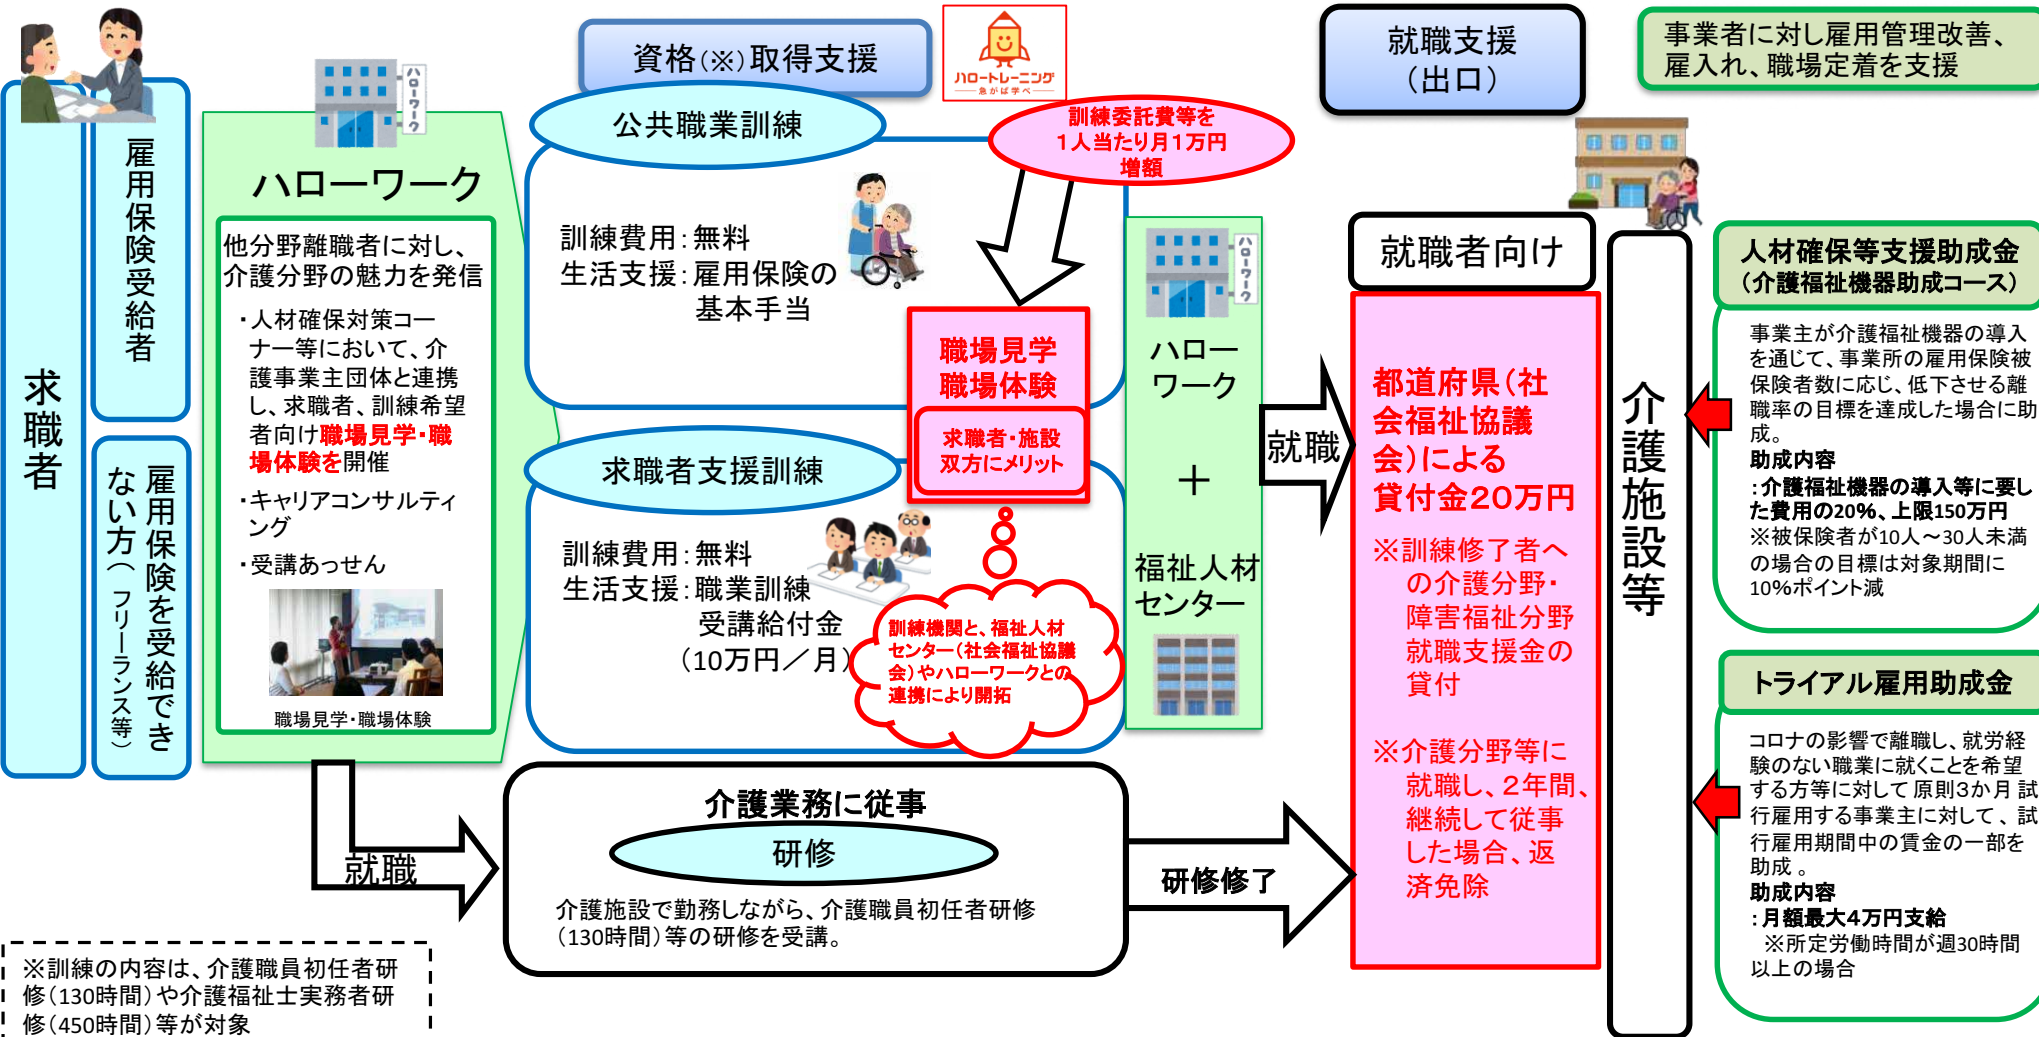 求職者
雇用保険受給者
雇用保険を受給でき
ない方（フリーランス等）
ハローワーク
ハローワーク
他分野離職者に対し、
介護分野の魅力を発信
・人材確保対策コー
ナー等において、介
護事業主団体と連携
し、求職者、訓練希望
者向け職場見学・職
場体験を開催
・キャリアコンサルティ
ング
・受講あっせん
職場見学・職場体験
就職
※訓練の内容は、介護職員初任者研
修（130時間）や介護福祉士実務者研
修（450時間）等が対象
資格（※）取得支援
ハロートレーニング
急がば学べ
公共職業訓練
訓練費用：無料
生活支援：雇用保険の
基本手当
訓練委託費等を
１人当たり月１万円
増額
職場見学
職場体験
求職者・施設
双方にメリット
求職者支援訓練
訓練費用：無料
生活支援：職業訓練
受講給付金
（10万円／月）
訓練機関と、福祉人材
センター（社会福祉協議
会）やハローワークとの
連携により開拓
介護業務に従事
研修
介護施設で勤務しながら、介護職員初任者研修
（130時間）等の研修を受講。
ハローワーク
ハロー
ワーク
＋
福祉人材
センター
就職
研修修了
就職支援
（出口）
就職者向け
都道府県（社
会福祉協議
会）による
貸付金２０万円
※訓練修了者へ
の介護分野・
障害福祉分野
就職支援金の
貸付
※介護分野等に
就職し、２年間、
継続して従事
した場合、返
済免除
介護施設等
事業者に対し雇用管理改善、
雇入れ、職場定着を支援
人材確保等支援助成金
（介護福祉機器助成コース）
事業主が介護福祉機器の導入
を通じて、事業所の雇用保険被
保険者数に応じ、低下させる離
職率の目標を達成した場合に助
成。
助成内容
：介護福祉機器の導入等に要し
た費用の20％、上限150万円
※被保険者が10人～30人未満
の場合の目標は対象期間に
10％ポイント減
トライアル雇用助成金
コロナの影響で離職し、就労経
験のない職業に就くことを希望
する方等に対して原則３か月試
行雇用する事業主に対して、試
行雇用期間中の賃金の一部を
助成。
助成内容
：月額最大４万円支給
※所定労働時間が週30時間
以上の場合